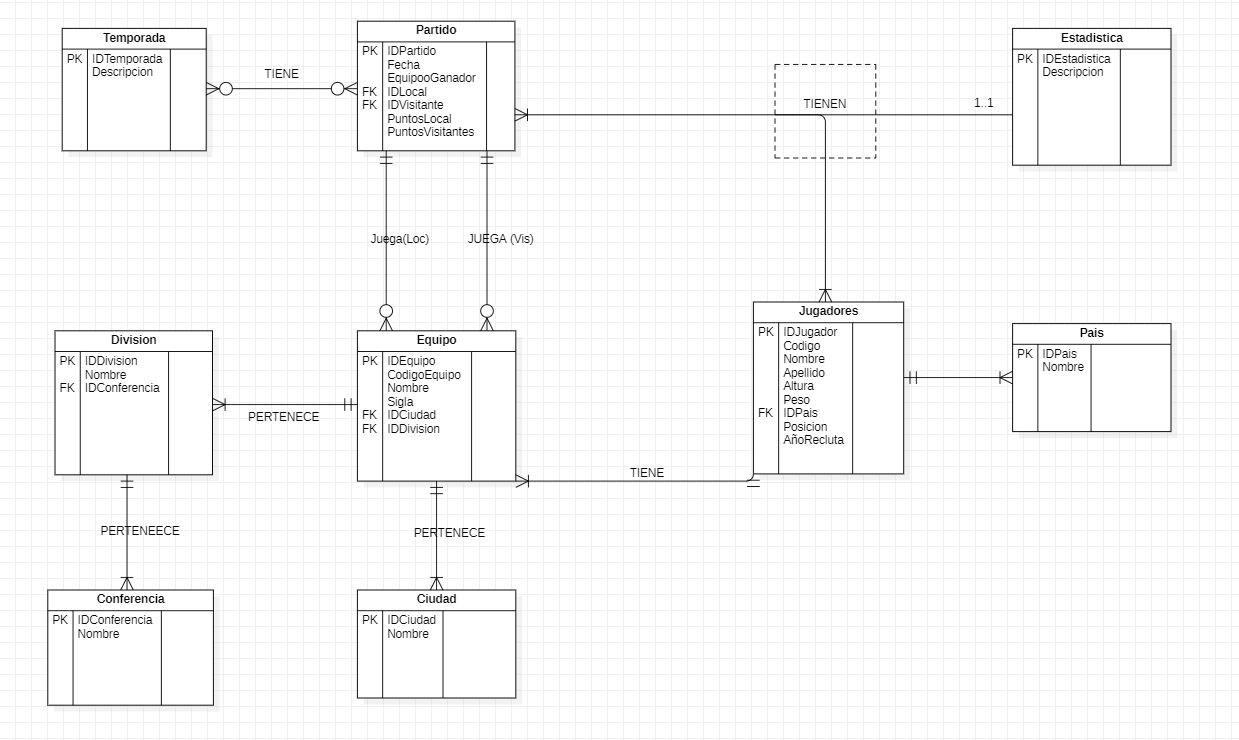 Temporada
PK IDTemporada
Descripcion
TIENE
Partido
PK IDPartido
Fecha
EquipooGanador
FK IDLocal
FK IDVisitante
PuntosLocal
PuntosVisitantes
TIENEN
1..1
Estadistica
PK IDEstadistica
Descripcion
Juega(Loc)
JUEGA (Vis)
Division
PK IDDivision
Nombre
FK IDConferencia
PERTENECE
Equipo
PK IDEquipo
CodigoEquipo
Nombre
Sigla
FK IDCiudad
FK IDDivision
TIENE
Jugadores
PK IDJugador
Codigo
Nombre
Apellido
Altura
Peso
FK IDPais
Posicion
AñoRecluta
Pais
PK IDPais
Nombre
PERTENEECE
PERTENECE
Conferencia
PK IDConferencia
Nombre
Ciudad
PK IDCiudad
Nombre